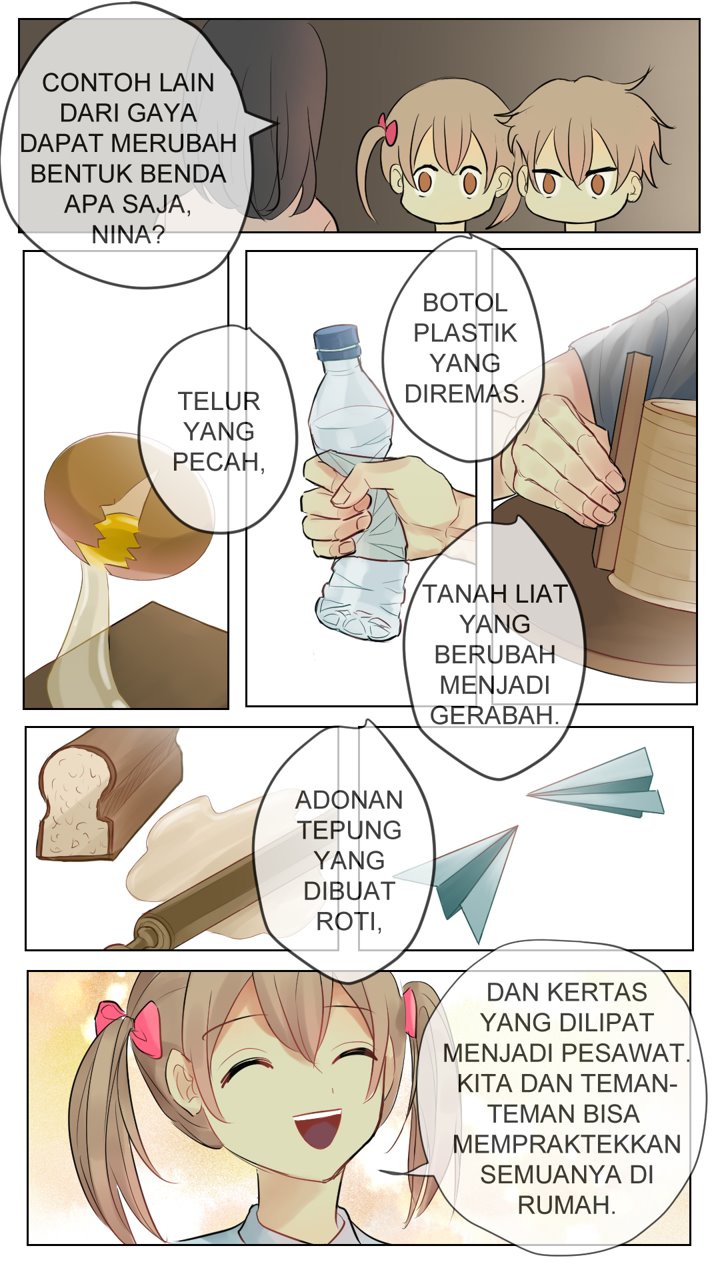 CONTOH LAIN
DARI GAYA
DAPAT MERUBAH
BENTUK BENDA
APA SAJA,
NINA?
TELUR
YANG
PECAH,
BOTOL
PLASTIK
YANG
DIREMAS.
TANAH LIAT
YANG
BERUBAH
MENJADI
GERABAH.
ADONAN
TEPUNG
YANG
DIBUAT
ROTI,
DAN KERTAS
YANG DILIPAT
MENJADI PESAWAT.
KITA DAN TEMAN-
TEMAN BISA
MEMPRAKTEKKAN
SEMUANYA DI
RUMAH.